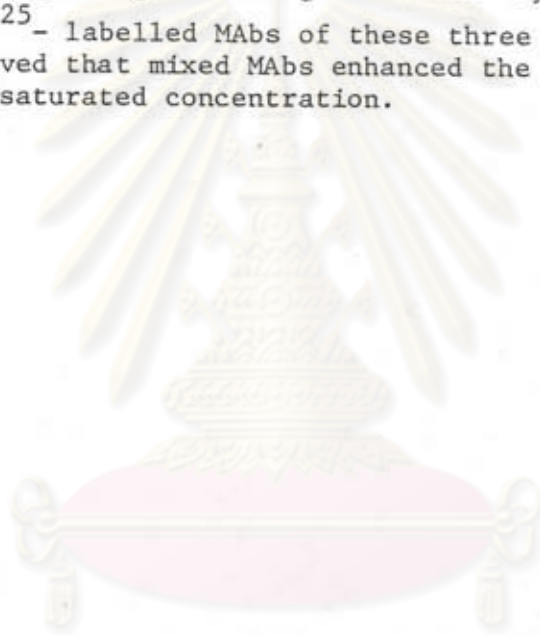 25- labelled MAbs of these three
ved that mixed MAbs enhanced the
saturated concentration.